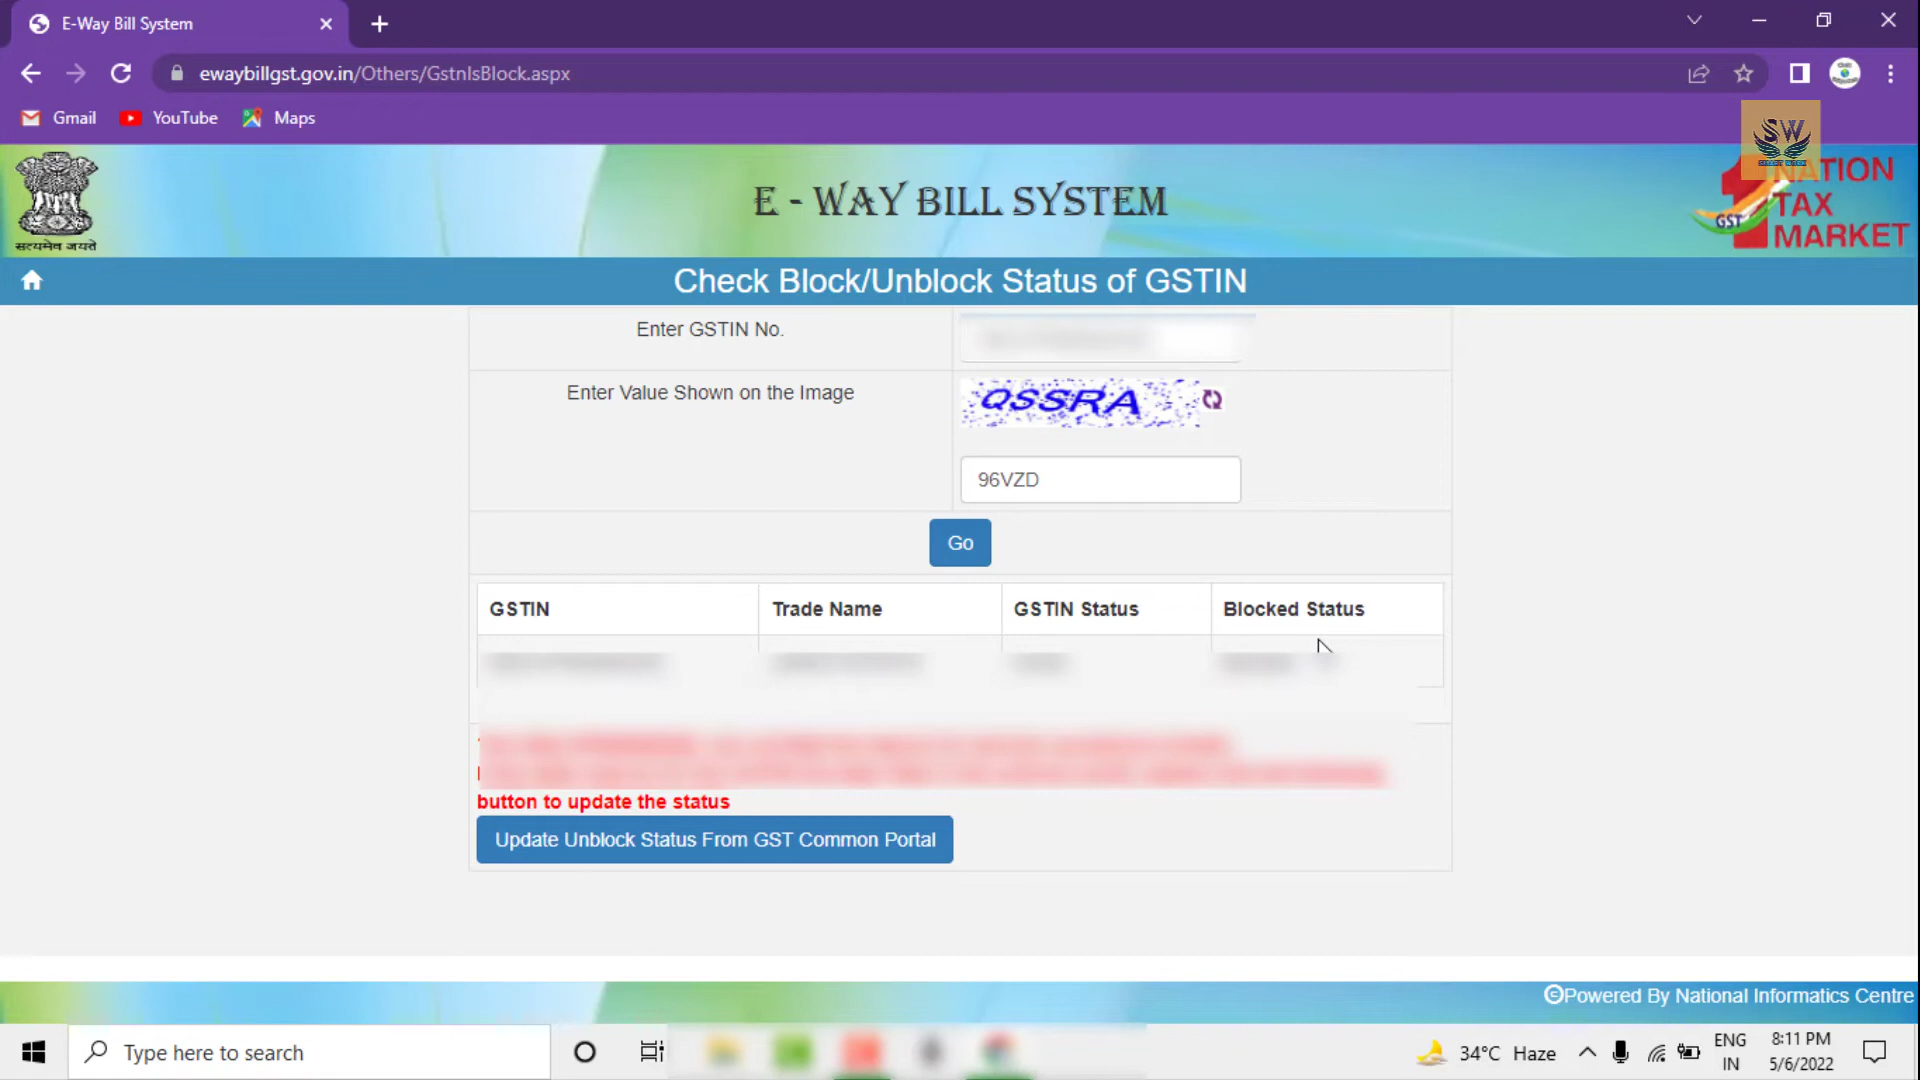 E-Way Bill System
ewaybillgst.gov.in/Others/GstnIsBlock.aspx
Gmail YouTube Maps
SW
SMART WORK
सत्यमेव जयते
E - WAY BILL SYSTEM
GST 1 NATION
TAX
MARKET
Check Block/Unblock Status of GSTIN
Enter GSTIN No.
Enter Value Shown on the Image
QSSRA
96VZD
Go
GSTIN Trade Name GSTIN Status Blocked Status
button to update the status
Update Unblock Status From GST Common Portal
©Powered By National Informatics Centre
Type here to search
34°C Haze
ENG
IN
8:11 PM
5/6/2022